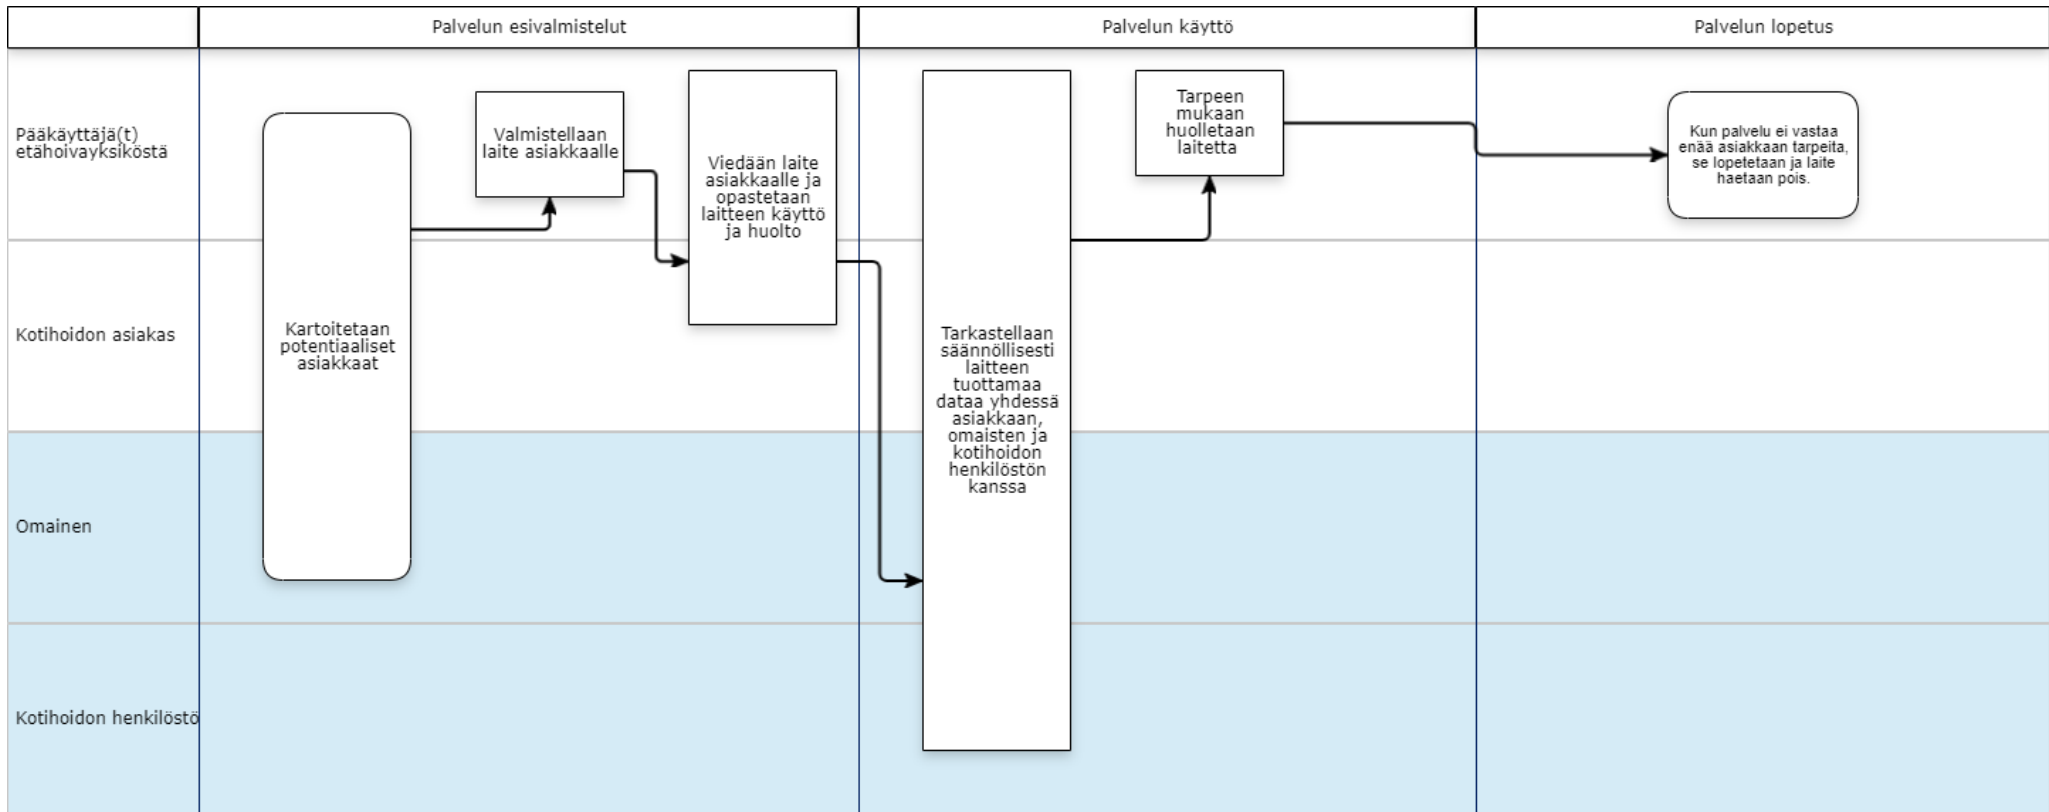 Palvelun esivalmistelut
Palvelun käyttö
Palvelun lopetus
Pääkäyttäjä(t)
etähoivayksiköstä
Kartoitetaan
potentiaaliset
asiakkaat
Valmistellaan
laite asiakkaalle
Viedään laite
asiakkaalle ja
opastetaan
laitteen käyttö
ja huolto
Tarkastellaan
säännöllisesti
laitteen
tuottamaa
dataa yhdessä
asiakkaan,
omaisten ja
kotihoidon
henkilöstön
kanssa
Tarpeen
mukaan
huolletaan
laitetta
Kun palvelu ei vastaa
enää asiakkaan tarpeita,
se lopetetaan ja laite
haetaan pois.
Kotihoidon asiakas
Omainen
Kotihoidon henkilöstö